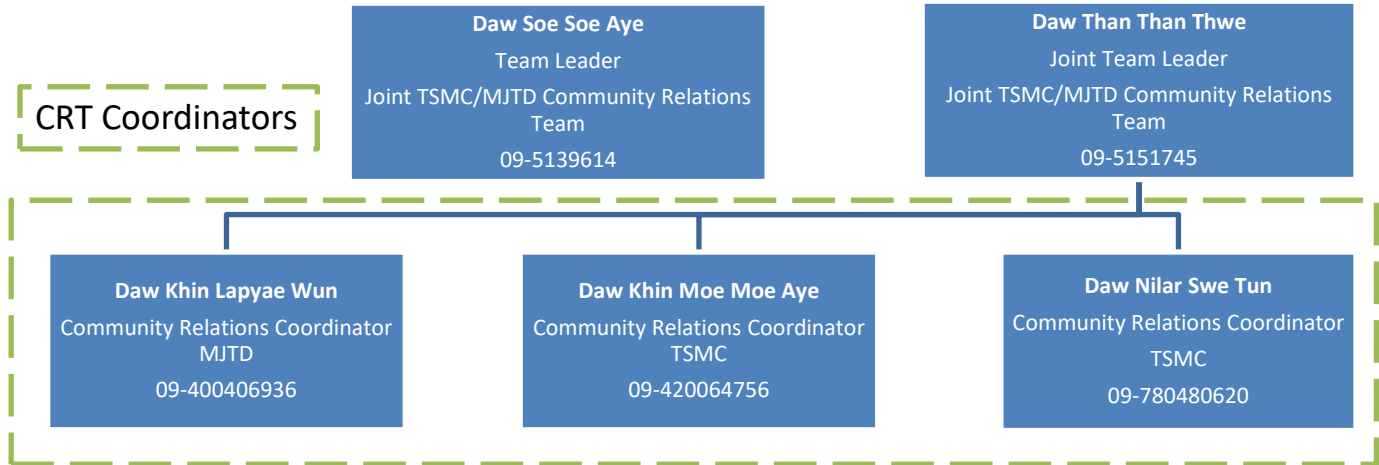 Daw Soe Soe Aye
Team Leader
Joint TSMC/MJTD Community Relations
Team
09-5139614
Daw Than Than Thwe
Joint Team Leader
Joint TSMC/MJTD Community Relations
Team
09-5151745
CRT Coordinators
Daw Khin Lapyae Wun
Community Relations Coordinator
MJTD
09-400406936
Daw Khin Moe Moe Aye
Community Relations Coordinator
TSMC
09-420064756
Daw Nilar Swe Tun
Community Relations Coordinator
TSMC
09-780480620